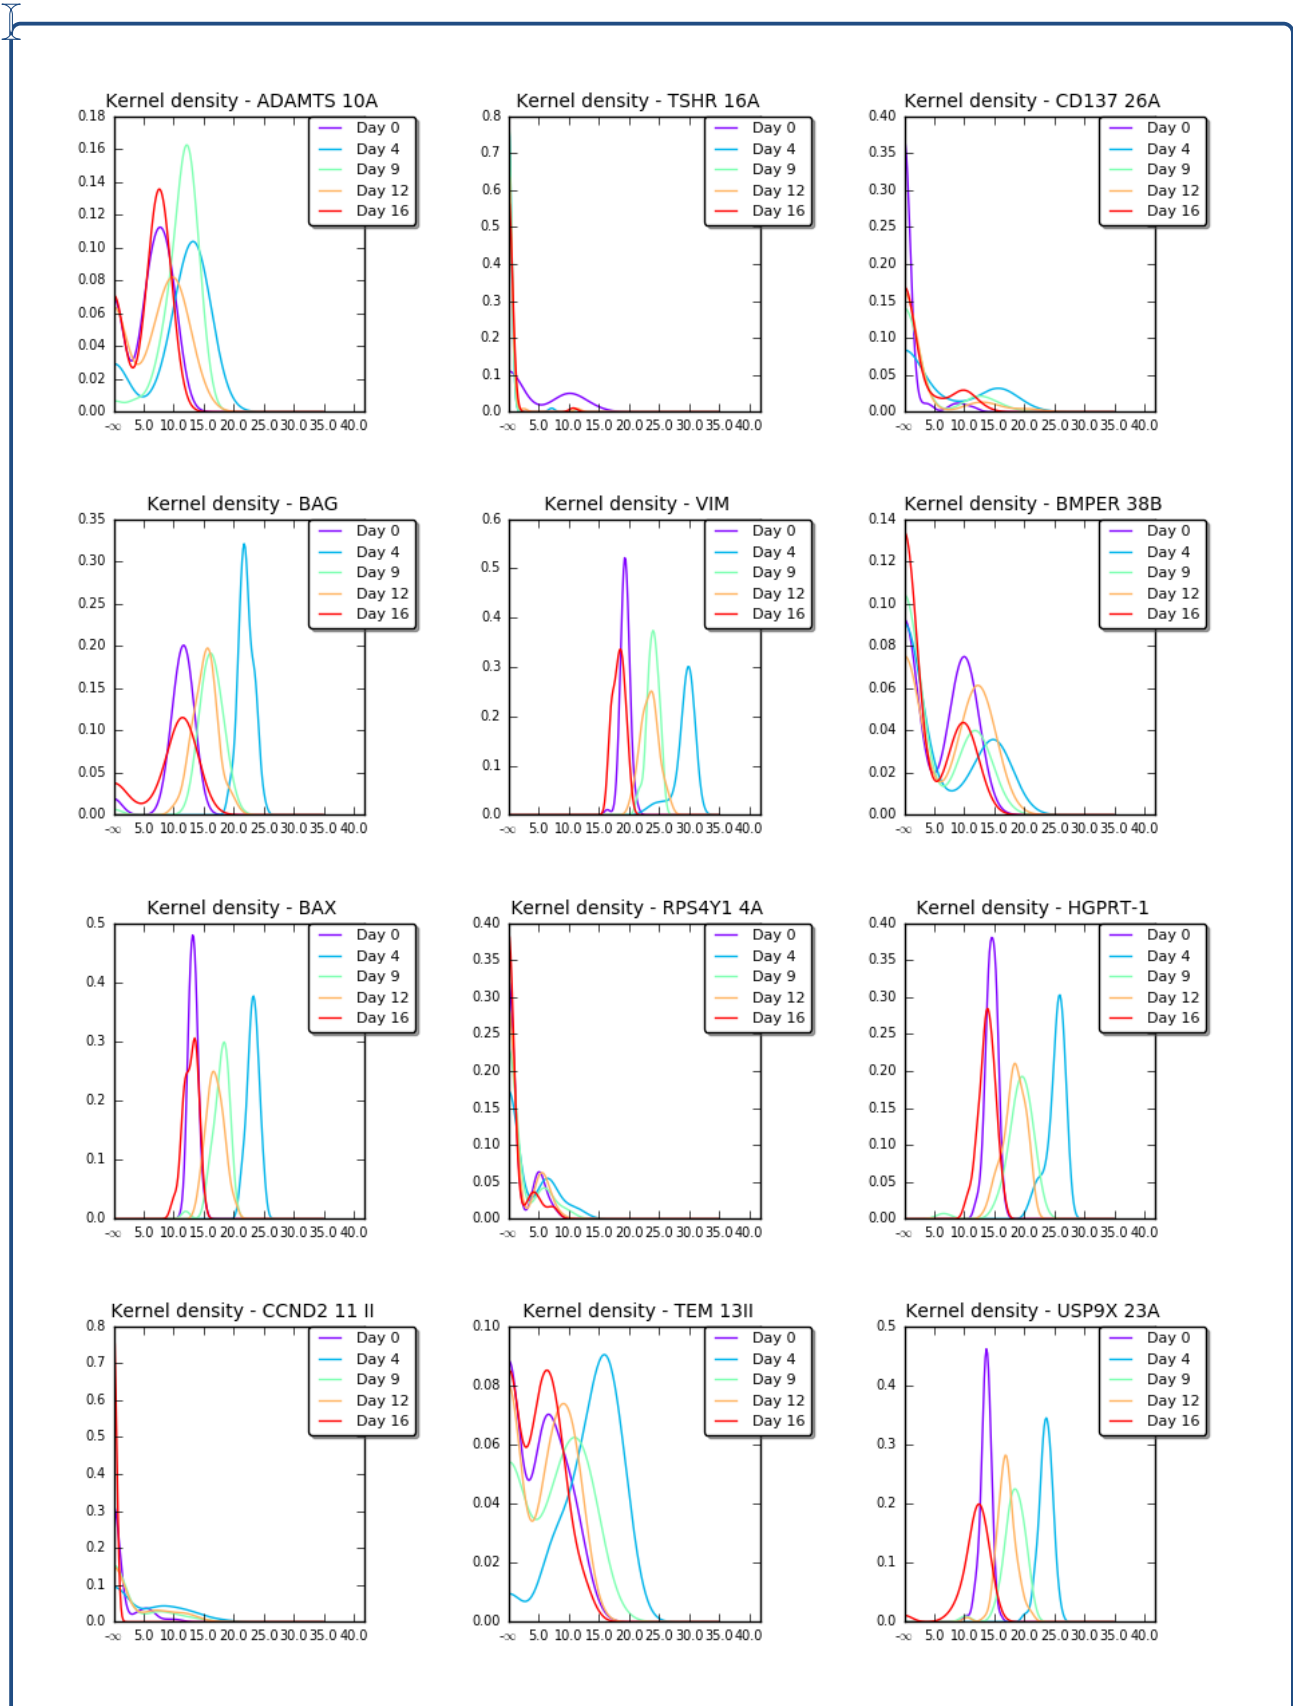 Kernel density - ADAMTS 10A
0.18
0.16
0.14
0.12
0.10
0.08
0.06
0.04
0.02
0.00
-∞ 5.0 10.0 15.0 20.0 25.0 30.0 35.0 40.0
Day 0
Day 4
Day 9
Day 12
Day 16
Kernel density - TSHR 16A
0.8
0.7
0.6
0.5
0.4
0.3
0.2
0.1
0.0
-∞ 5.0 10.0 15.0 20.0 25.0 30.0 35.0 40.0
Day 0
Day 4
Day 9
Day 12
Day 16
Kernel density - CD137 26A
0.40
0.35
0.30
0.25
0.20
0.15
0.10
0.05
0.00
-∞ 5.0 10.0 15.0 20.0 25.0 30.0 35.0 40.0
Day 0
Day 4
Day 9
Day 12
Day 16
Kernel density - BAG
0.35
0.30
0.25
0.20
0.15
0.10
0.05
0.00
-∞ 5.0 10.0 15.0 20.0 25.0 30.0 35.0 40.0
Day 0
Day 4
Day 9
Day 12
Day 16
Kernel density - VIM
0.6
0.5
0.4
0.3
0.2
0.1
0.0
-∞ 5.0 10.0 15.0 20.0 25.0 30.0 35.0 40.0
Day 0
Day 4
Day 9
Day 12
Day 16
Kernel density - BMPER 38B
0.14
0.12
0.10
0.08
0.06
0.04
0.02
0.00
-∞ 5.0 10.0 15.0 20.0 25.0 30.0 35.0 40.0
Day 0
Day 4
Day 9
Day 12
Day 16
Kernel density - BAX
0.5
0.4
0.3
0.2
0.1
0.0
-∞ 5.0 10.0 15.0 20.0 25.0 30.0 35.0 40.0
Day 0
Day 4
Day 9
Day 12
Day 16
Kernel density - RPS4Y1 4A
0.40
0.35
0.30
0.25
0.20
0.15
0.10
0.05
0.00
-∞ 5.0 10.0 15.0 20.0 25.0 30.0 35.0 40.0
Day 0
Day 4
Day 9
Day 12
Day 16
Kernel density - HGPRT-1
0.40
0.35
0.30
0.25
0.20
0.15
0.10
0.05
0.00
-∞ 5.0 10.0 15.0 20.0 25.0 30.0 35.0 40.0
Day 0
Day 4
Day 9
Day 12
Day 16
Kernel density - CCND2 11 II
0.8
0.7
0.6
0.5
0.4
0.3
0.2
0.1
0.0
-∞ 5.0 10.0 15.0 20.0 25.0 30.0 35.0 40.0
Day 0
Day 4
Day 9
Day 12
Day 16
Kernel density - TEM 13II
0.10
0.08
0.06
0.04
0.02
0.00
-∞ 5.0 10.0 15.0 20.0 25.0 30.0 35.0 40.0
Day 0
Day 4
Day 9
Day 12
Day 16
Kernel density - USP9X 23A
0.5
0.4
0.3
0.2
0.1
0.0
-∞ 5.0 10.0 15.0 20.0 25.0 30.0 35.0 40.0
Day 0
Day 4
Day 9
Day 12
Day 16